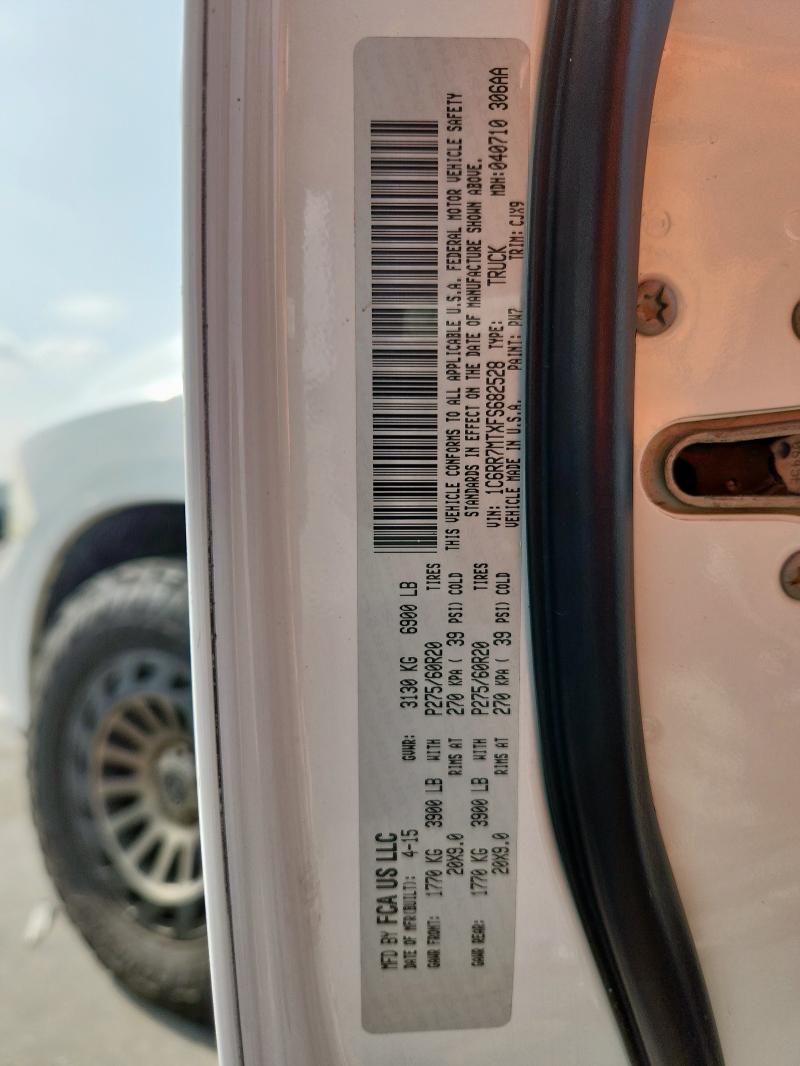 MFD BY FCA US LLC
DATE OF MFR(BUILT): 4-15 GVWR: 3130 KG 6900 LB
GAWR FRONT: 1770 KG 3900 LB WITH P275/60R20 TIRES
20X9.0 RIMS AT 270 KPA ( 39 PSI) COLD
GAWR REAR: 1770 KG 3900 LB WITH P275/60R20 TIRES
20X9.0 RIMS AT 270 KPA ( 39 PSI) COLD
THIS VEHICLE CONFORMS TO ALL APPLICABLE U.S.A. FEDERAL MOTOR VEHICLE SAFETY
STANDARDS IN EFFECT ON THE DATE OF MANUFACTURE SHOWN ABOVE.
VIN: 1C6RR7MTXFS682528 TYPE: TRUCK MDH:040710 306AA
VEHICLE MADE IN U.S.A. PAINT: PW7 TRIM: CJX9